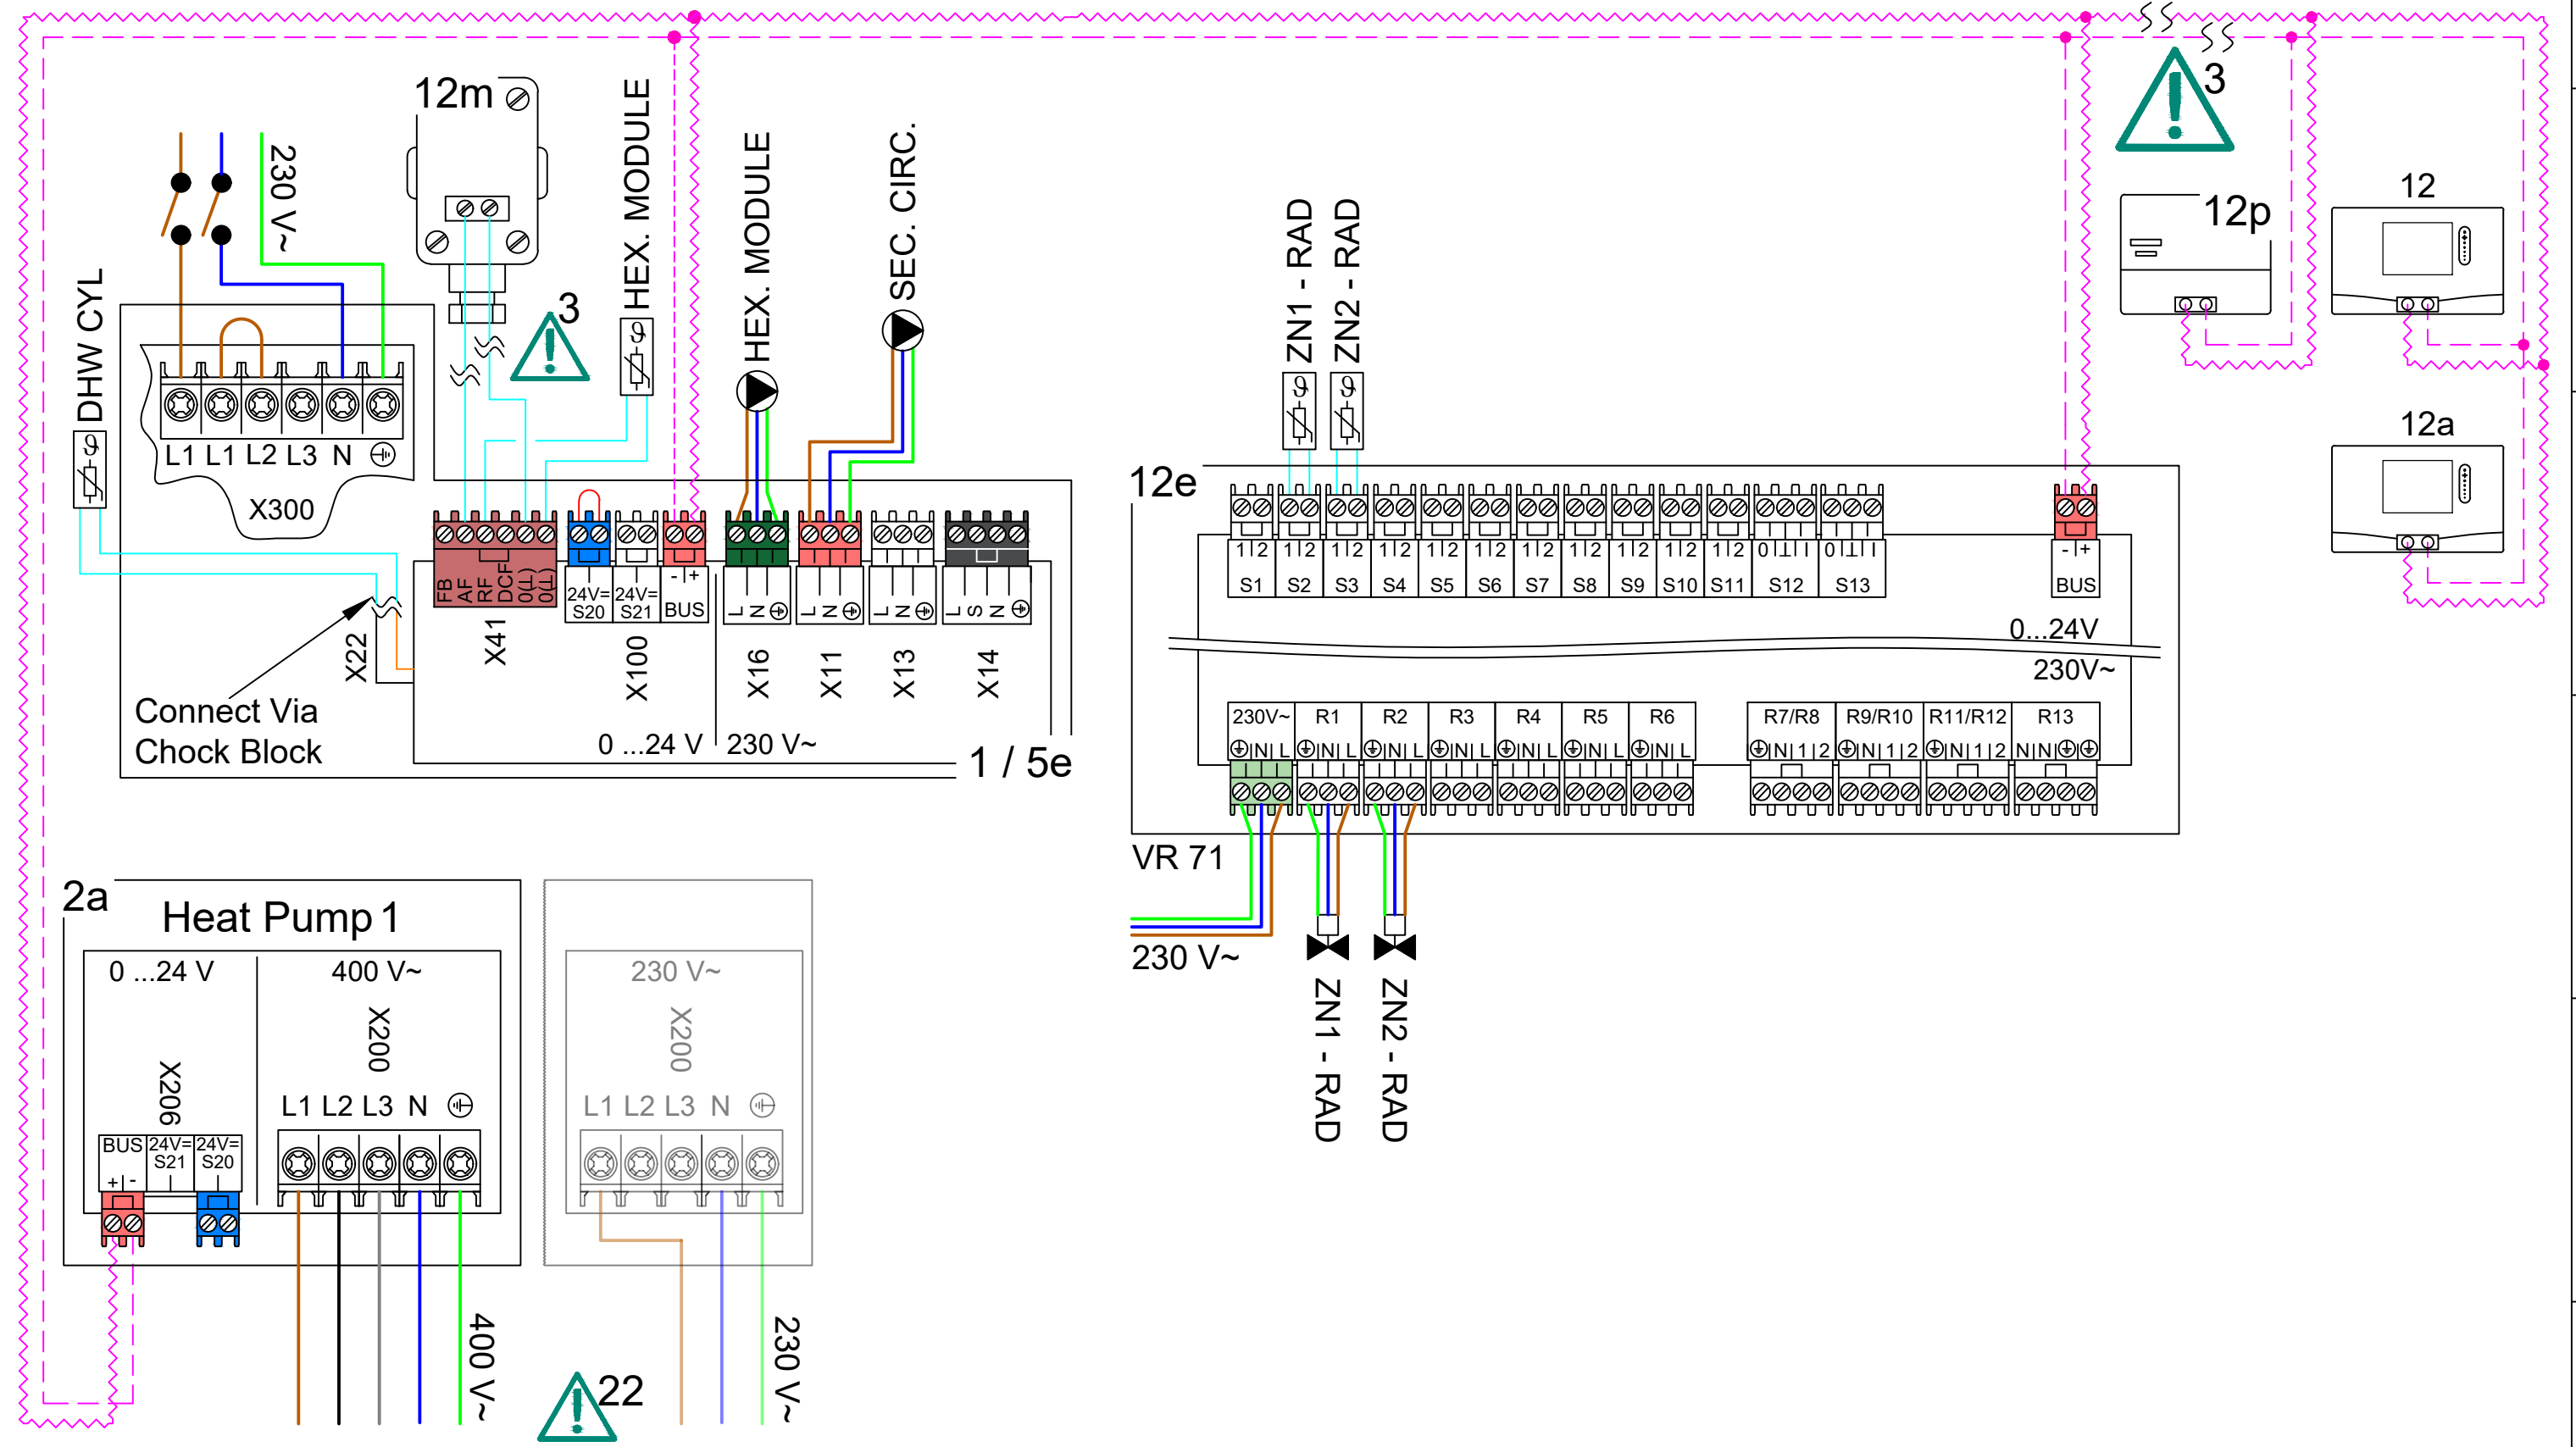 12m
3
230 V~
HEX. MODULE
HEX. MODULE
SEC. CIRC.
DHW CYL
L1 L1 L2 L3 N
X300
FB
AF
RF
DCF
0(⊥)
0(⊥)
X41
24V=
S20
24V=
S21
- | +
BUS
X100
L N
X16
L N
X11
L N
X13
L S N
X14
X22
Connect Via
Chock Block
0 ...24 V
230 V~
1 / 5e
2a
Heat Pump 1
0 ...24 V
400 V~
X206
X200
L1 L2 L3 N
BUS
+| -
24V=
S21
-
24V=
S20
400 V~
230 V~
X200
L1 L2 L3 N
230 V~
22
ZN1 - RAD
ZN2 - RAD
12e
1|2 1|2 1|2 1|2 1|2 1|2 1|2 1|2 1|2 1|2 1|2 0|⊥| | 0|⊥| |
S1 S2 S3 S4 S5 S6 S7 S8 S9 S10 S11 S12 S13
- | +
BUS
0...24V
230V~
230V~ R1 R2 R3 R4 R5 R6 R7/R8 R9/R10 R11/R12 R13
|N| L |N| L |N| L |N| L |N| L |N| L |N| L |N|1|2 |N|1|2 |N|1|2 N|N|
VR 71
230 V~
ZN1 - RAD
ZN2 - RAD
3
12p
12
12a